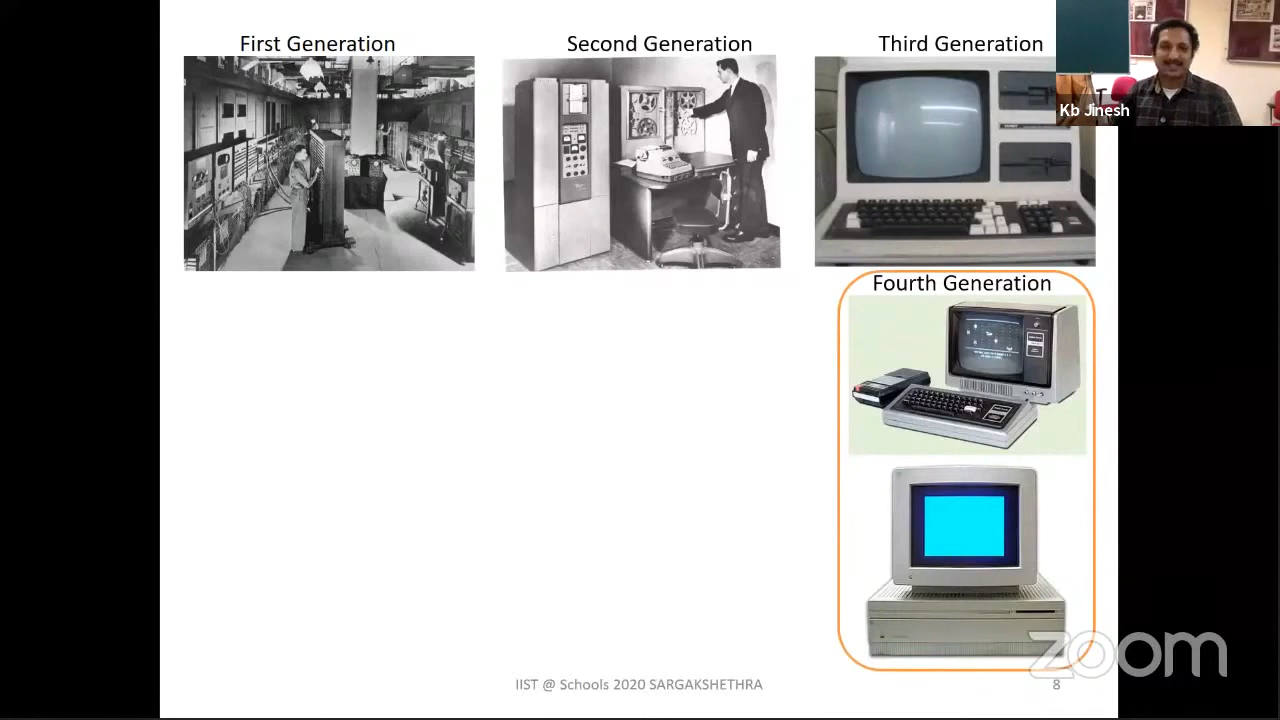 First Generation
Second Generation
Third Generation
Kb Jinesh
Fourth Generation
zoom
IIST @ Schools 2020 SARGAKSHETHRA
8